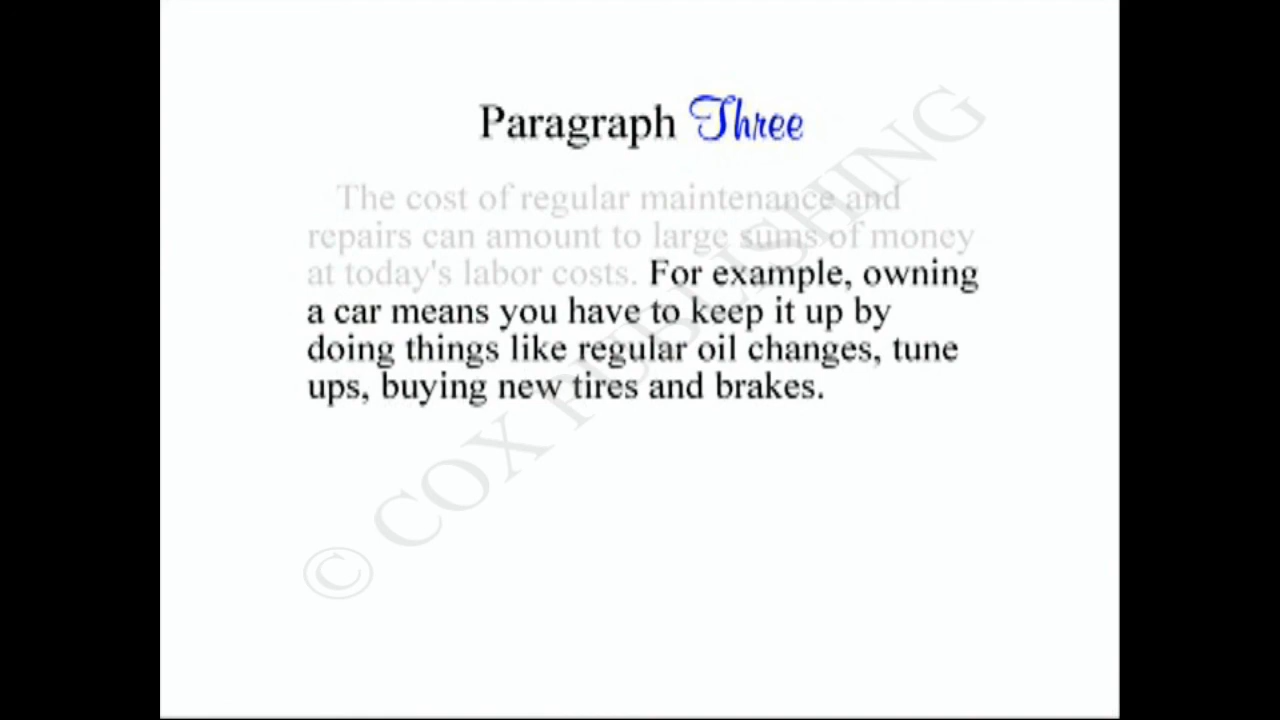 Paragraph Three
The cost of regular maintenance and
repairs can amount to large sums of money
at today's labor costs. For example, owning
a car means you have to keep it up by
doing things like regular oil changes, tune
ups, buying new tires and brakes.
© COX PUBLISHING